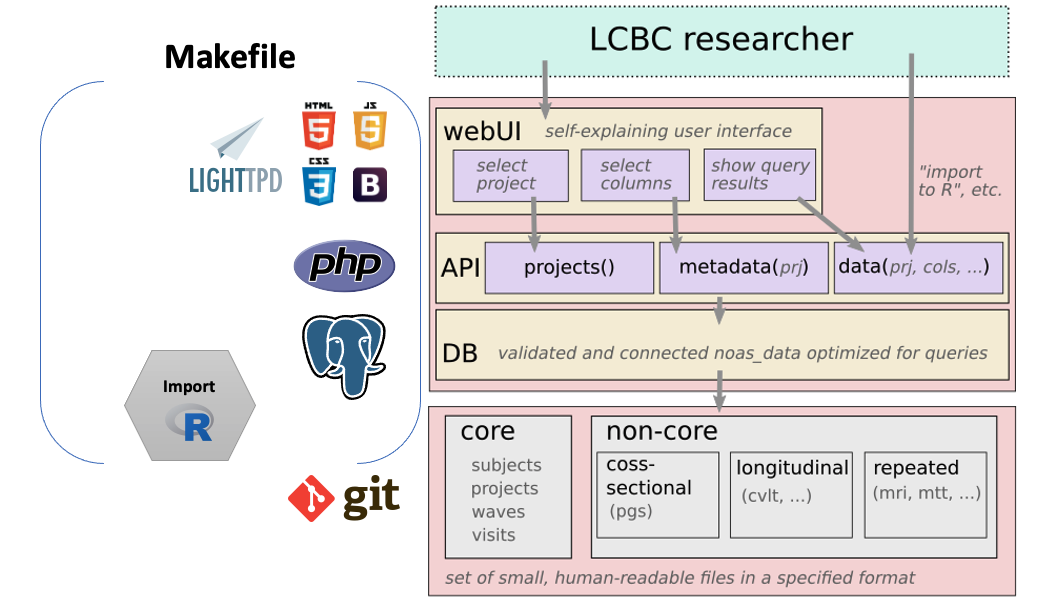 LCBC researcher
Makefile
HTML
5
JS
5
CSS
3
B
LIGHTTPD
webUI self-explaining user interface
select
project
select
columns
show query
results
"import
to R", etc.
php
API
projects()
metadata(prj)
data(prj, cols, ...)
DB validated and connected noas_data optimized for queries
Import
R
git
core
subjects
projects
waves
visits
non-core
coss-
sectional
(pgs)
longitudinal
(cvlt, ...)
repeated
(mri, mtt, ...)
set of small, human-readable files in a specified format